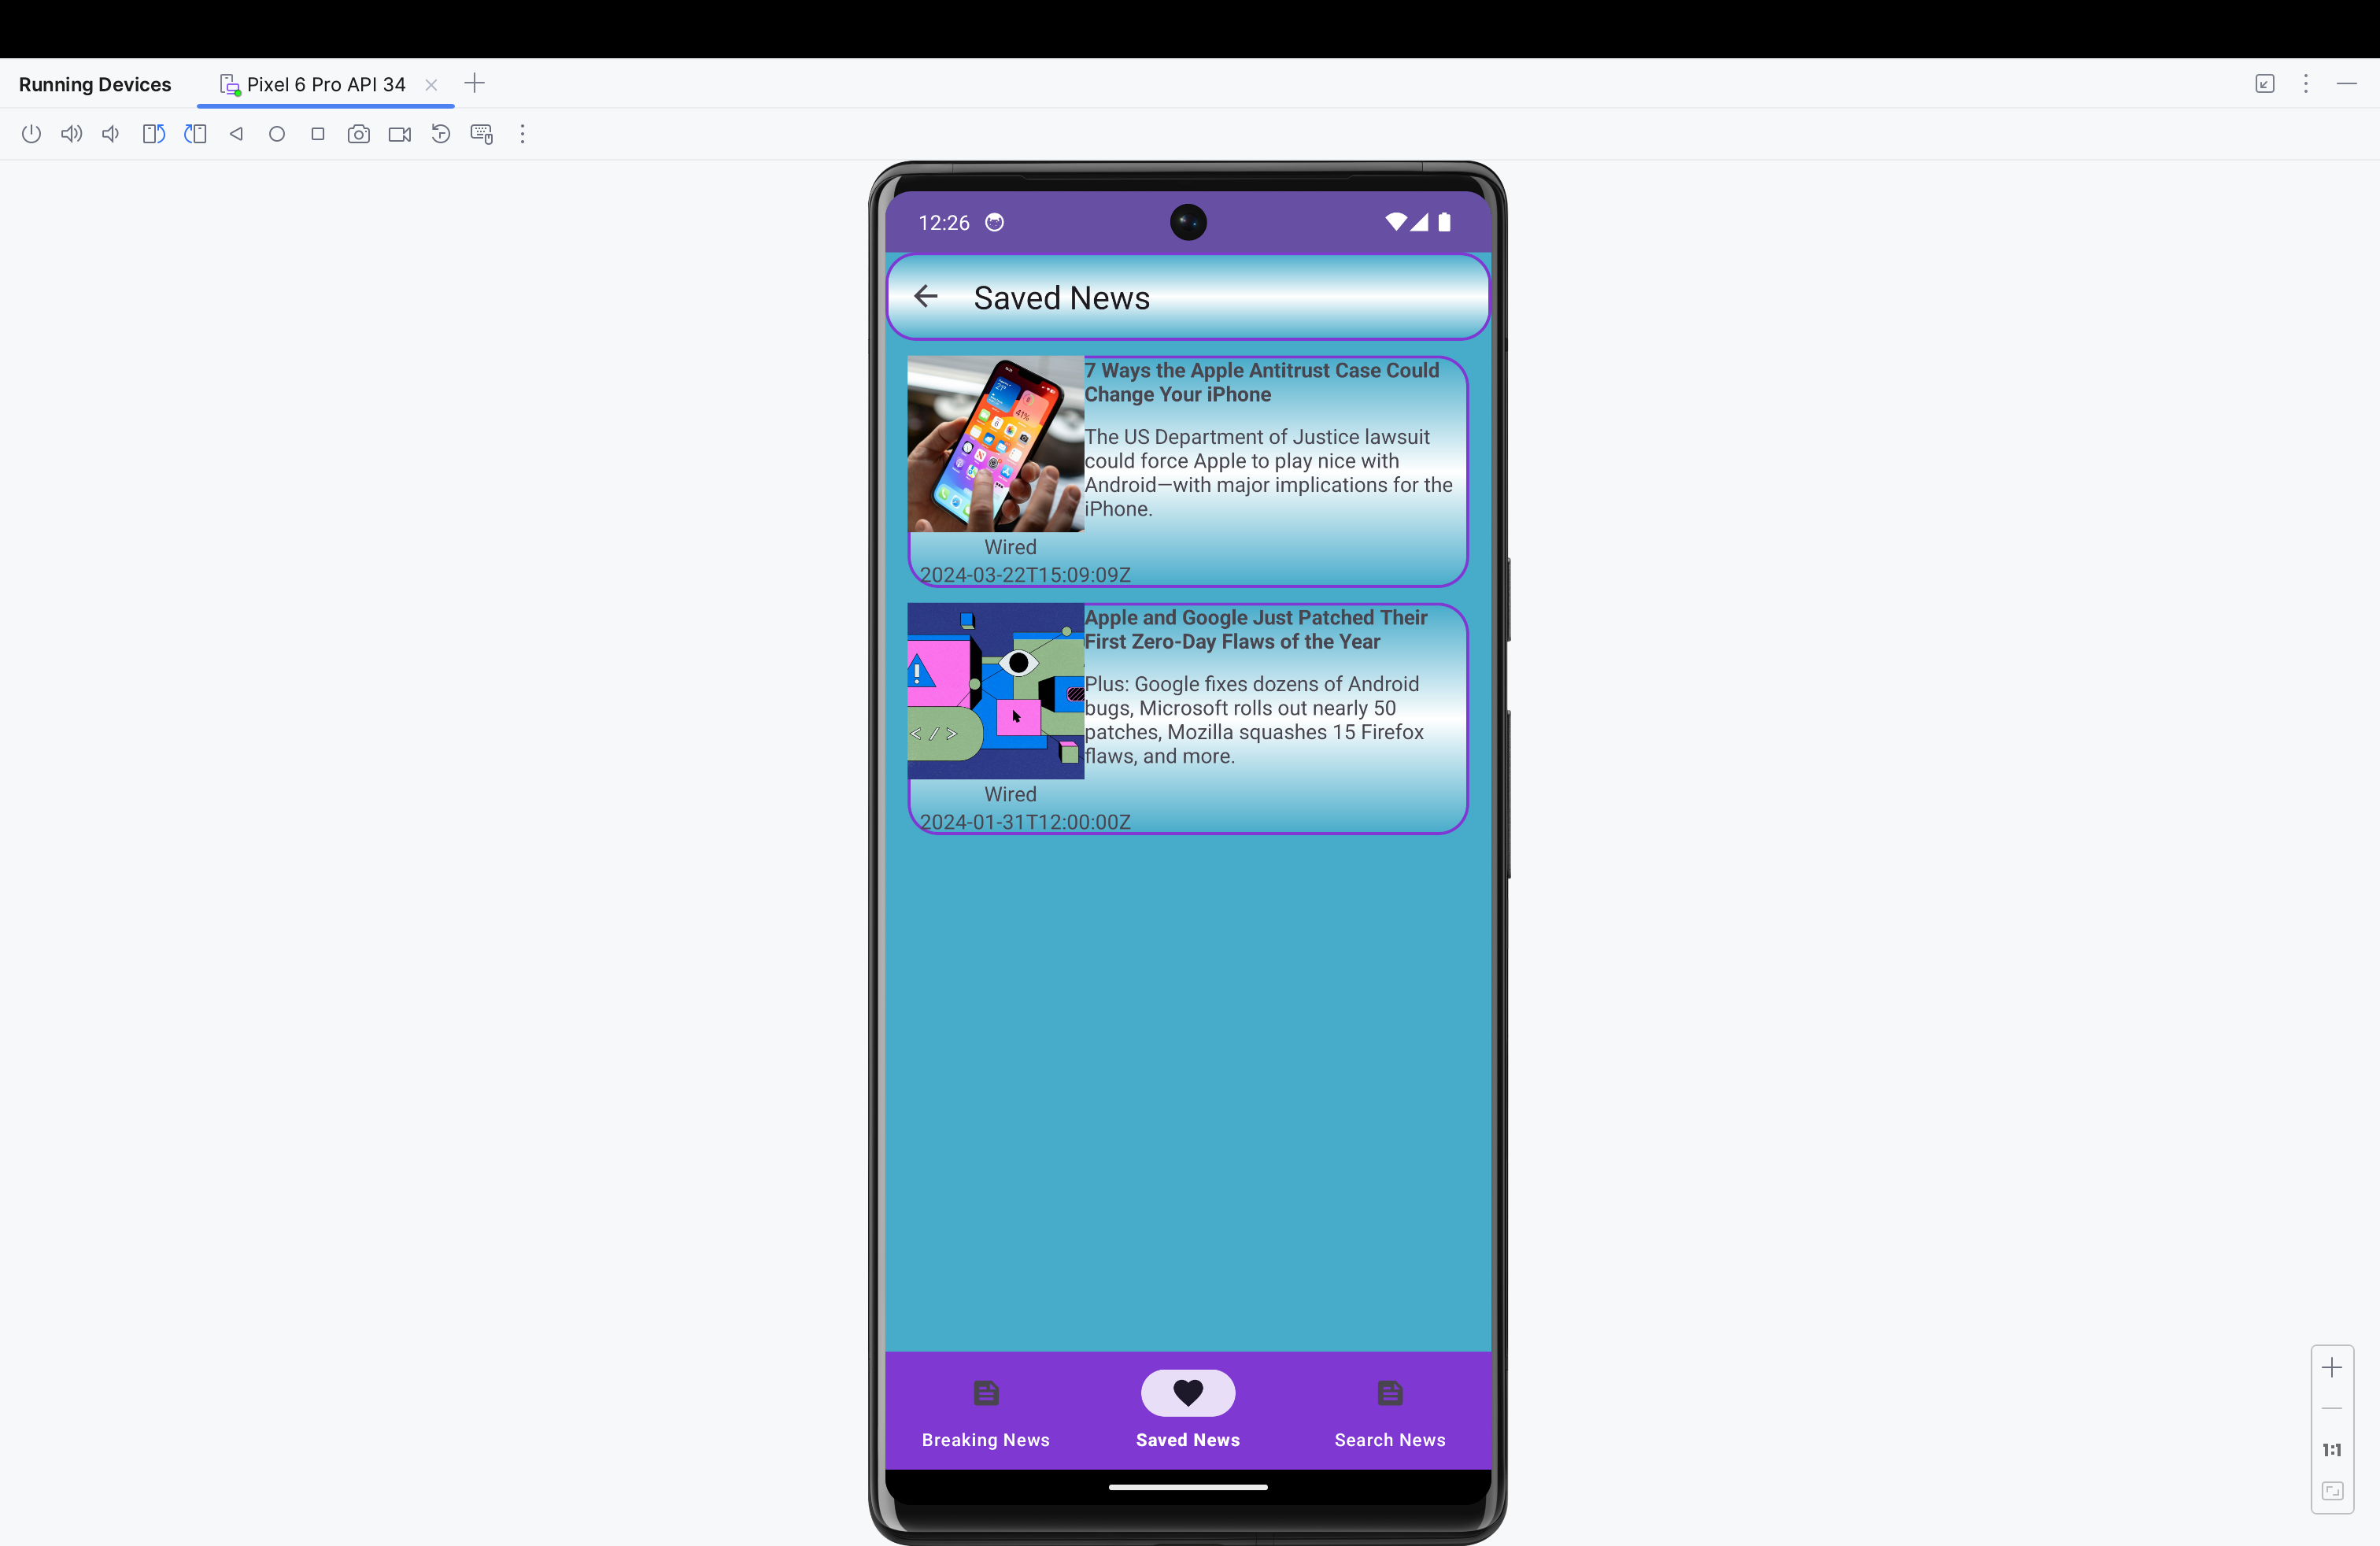 Running Devices
Pixel 6 Pro API 34
12:26
Saved News
7 Ways the Apple Antitrust Case Could
Change Your iPhone
The US Department of Justice lawsuit
could force Apple to play nice with
Android—with major implications for the
iPhone.
41%
Wired
2024-03-22T15:09:09Z
Apple and Google Just Patched Their
First Zero-Day Flaws of the Year
Plus: Google fixes dozens of Android
bugs, Microsoft rolls out nearly 50
patches, Mozilla squashes 15 Firefox
flaws, and more.
!
</>
Wired
2024-01-31T12:00:00Z
Breaking News
Saved News
Search News
1:1